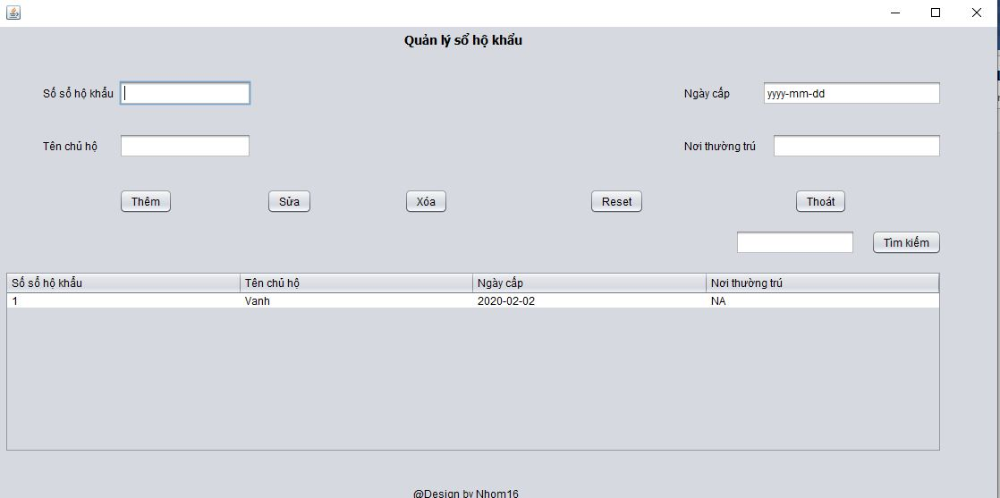 Quản lý sổ hộ khẩu
Số sổ hộ khẩu
Ngày cấp yyyy-mm-dd
Tên chủ hộ
Nơi thường trú
Thêm Sửa Xóa Reset Thoát
Tìm kiếm
Số sổ hộ khẩu Tên chủ hộ Ngày cấp Nơi thường trú
1 Vanh 2020-02-02 NA
@Design by Nhom16